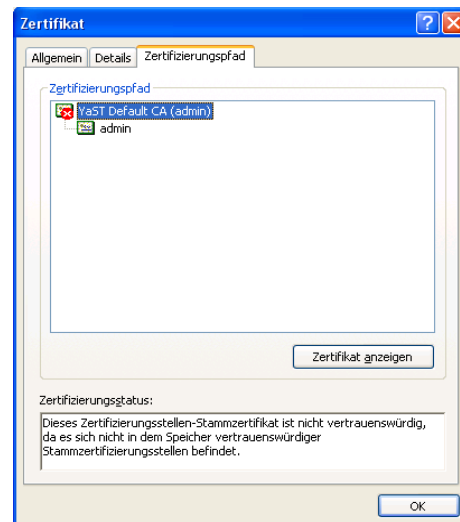 Zertifikat
Allgemein Details Zertifizierungspfad
Zertifizierungspfad
YaST Default CA (admin)
admin
Zertifikat anzeigen
Zertifizierungsstatus:
Dieses Zertifizierungsstellen-Stammzertifikat ist nicht vertrauenswürdig,
da es sich nicht in dem Speicher vertrauenswürdiger
Stammzertifizierungsstellen befindet.
OK